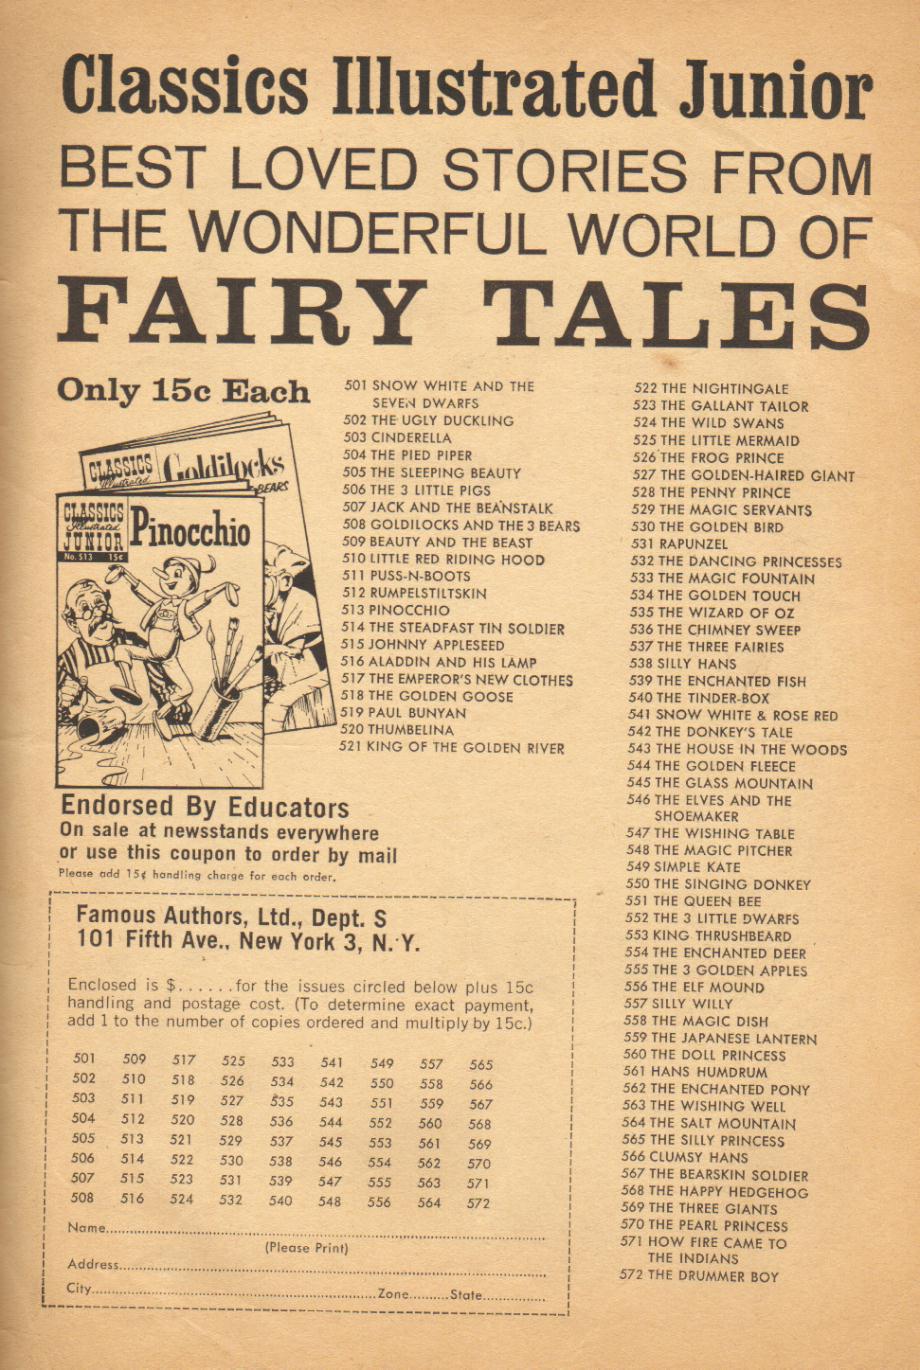 Classics Illustrated Junior
BEST LOVED STORIES FROM
THE WONDERFUL WORLD OF
FAIRY TALES
Only 15c Each
CLASSICS
Illustrated
Goldilocks
BEARS
CLASSICS
Illustrated
JUNIOR
No. 513 15¢
Pinocchio
Endorsed By Educators
On sale at newsstands everywhere
or use this coupon to order by mail
Please add 15¢ handling charge for each order.
501 SNOW WHITE AND THE
SEVEN DWARFS
502 THE UGLY DUCKLING
503 CINDERELLA
504 THE PIED PIPER
505 THE SLEEPING BEAUTY
506 THE 3 LITTLE PIGS
507 JACK AND THE BEANSTALK
508 GOLDILOCKS AND THE 3 BEARS
509 BEAUTY AND THE BEAST
510 LITTLE RED RIDING HOOD
511 PUSS-N-BOOTS
512 RUMPELSTILTSKIN
513 PINOCCHIO
514 THE STEADFAST TIN SOLDIER
515 JOHNNY APPLESEED
516 ALADDIN AND HIS LAMP
517 THE EMPEROR'S NEW CLOTHES
518 THE GOLDEN GOOSE
519 PAUL BUNYAN
520 THUMBELINA
521 KING OF THE GOLDEN RIVER
522 THE NIGHTINGALE
523 THE GALLANT TAILOR
524 THE WILD SWANS
525 THE LITTLE MERMAID
526 THE FROG PRINCE
527 THE GOLDEN-HAIRED GIANT
528 THE PENNY PRINCE
529 THE MAGIC SERVANTS
530 THE GOLDEN BIRD
531 RAPUNZEL
532 THE DANCING PRINCESSES
533 THE MAGIC FOUNTAIN
534 THE GOLDEN TOUCH
535 THE WIZARD OF OZ
536 THE CHIMNEY SWEEP
537 THE THREE FAIRIES
538 SILLY HANS
539 THE ENCHANTED FISH
540 THE TINDER-BOX
541 SNOW WHITE & ROSE RED
542 THE DONKEY'S TALE
543 THE HOUSE IN THE WOODS
544 THE GOLDEN FLEECE
545 THE GLASS MOUNTAIN
546 THE ELVES AND THE
SHOEMAKER
547 THE WISHING TABLE
548 THE MAGIC PITCHER
549 SIMPLE KATE
550 THE SINGING DONKEY
551 THE QUEEN BEE
552 THE 3 LITTLE DWARFS
553 KING THRUSHBEARD
554 THE ENCHANTED DEER
555 THE 3 GOLDEN APPLES
556 THE ELF MOUND
557 SILLY WILLY
558 THE MAGIC DISH
559 THE JAPANESE LANTERN
560 THE DOLL PRINCESS
561 HANS HUMDRUM
562 THE ENCHANTED PONY
563 THE WISHING WELL
564 THE SALT MOUNTAIN
565 THE SILLY PRINCESS
566 CLUMSY HANS
567 THE BEARSKIN SOLDIER
568 THE HAPPY HEDGEHOG
569 THE THREE GIANTS
570 THE PEARL PRINCESS
571 HOW FIRE CAME TO
THE INDIANS
572 THE DRUMMER BOY
Famous Authors, Ltd., Dept. S
101 Fifth Ave., New York 3, N. Y.
Enclosed is $......for the issues circled below plus 15c
handling and postage cost. (To determine exact payment,
add 1 to the number of copies ordered and multiply by 15c.)
501 509 517 525 533 541 549 557 565
502 510 518 526 534 542 550 558 566
503 511 519 527 535 543 551 559 567
504 512 520 528 536 544 552 560 568
505 513 521 529 537 545 553 561 569
506 514 522 530 538 546 554 562 570
507 515 523 531 539 547 555 563 571
508 516 524 532 540 548 556 564 572
Name
(Please Print)
Address
City Zone State